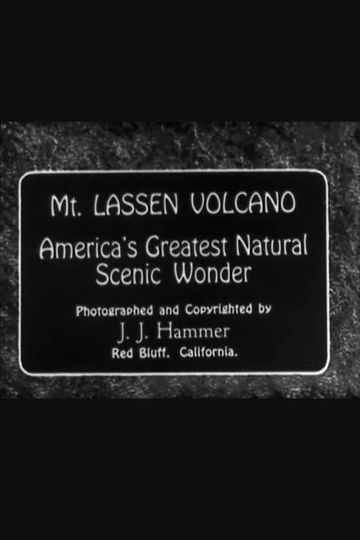 Mt. LASSEN VOLCANO
America's Greatest Natural
Scenic Wonder
Photographed and Copyrighted by
J. J. Hammer
Red Bluff. California.